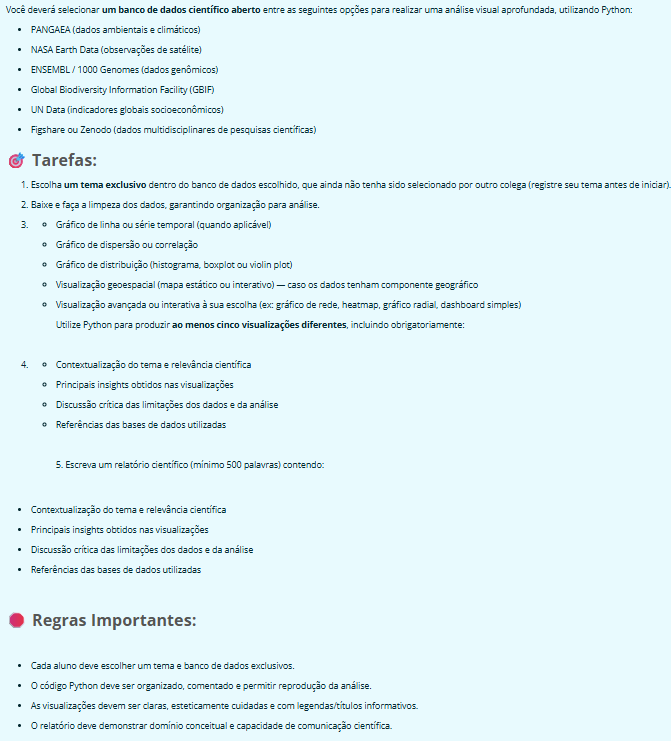 Você deverá selecionar um banco de dados científico aberto entre as seguintes opções para realizar uma análise visual aprofundada, utilizando Python:
• PANGAEA (dados ambientais e climáticos)
• NASA Earth Data (observações de satélite)
• ENSEMBL / 1000 Genomes (dados genômicos)
• Global Biodiversity Information Facility (GBIF)
• UN Data (indicadores globais socioeconômicos)
• Figshare ou Zenodo (dados multidisciplinares de pesquisas científicas)
🎯 Tarefas:
1. Escolha um tema exclusivo dentro do banco de dados escolhido, que ainda não tenha sido selecionado por outro colega (registre seu tema antes de iniciar).
2. Baixe e faça a limpeza dos dados, garantindo organização para análise.
3. ○ Gráfico de linha ou série temporal (quando aplicável)
○ Gráfico de dispersão ou correlação
○ Gráfico de distribuição (histograma, boxplot ou violin plot)
○ Visualização geoespacial (mapa estático ou interativo) — caso os dados tenham componente geográfico
○ Visualização avançada ou interativa à sua escolha (ex: gráfico de rede, heatmap, gráfico radial, dashboard simples)
Utilize Python para produzir ao menos cinco visualizações diferentes, incluindo obrigatoriamente:
4. ○ Contextualização do tema e relevância científica
○ Principais insights obtidos nas visualizações
○ Discussão crítica das limitações dos dados e da análise
○ Referências das bases de dados utilizadas
5. Escreva um relatório científico (mínimo 500 palavras) contendo:
• Contextualização do tema e relevância científica
• Principais insights obtidos nas visualizações
• Discussão crítica das limitações dos dados e da análise
• Referências das bases de dados utilizadas
Regras Importantes:
• Cada aluno deve escolher um tema e banco de dados exclusivos.
• O código Python deve ser organizado, comentado e permitir reprodução da análise.
• As visualizações devem ser claras, esteticamente cuidadas e com legendas/títulos informativos.
• O relatório deve demonstrar domínio conceitual e capacidade de comunicação científica.